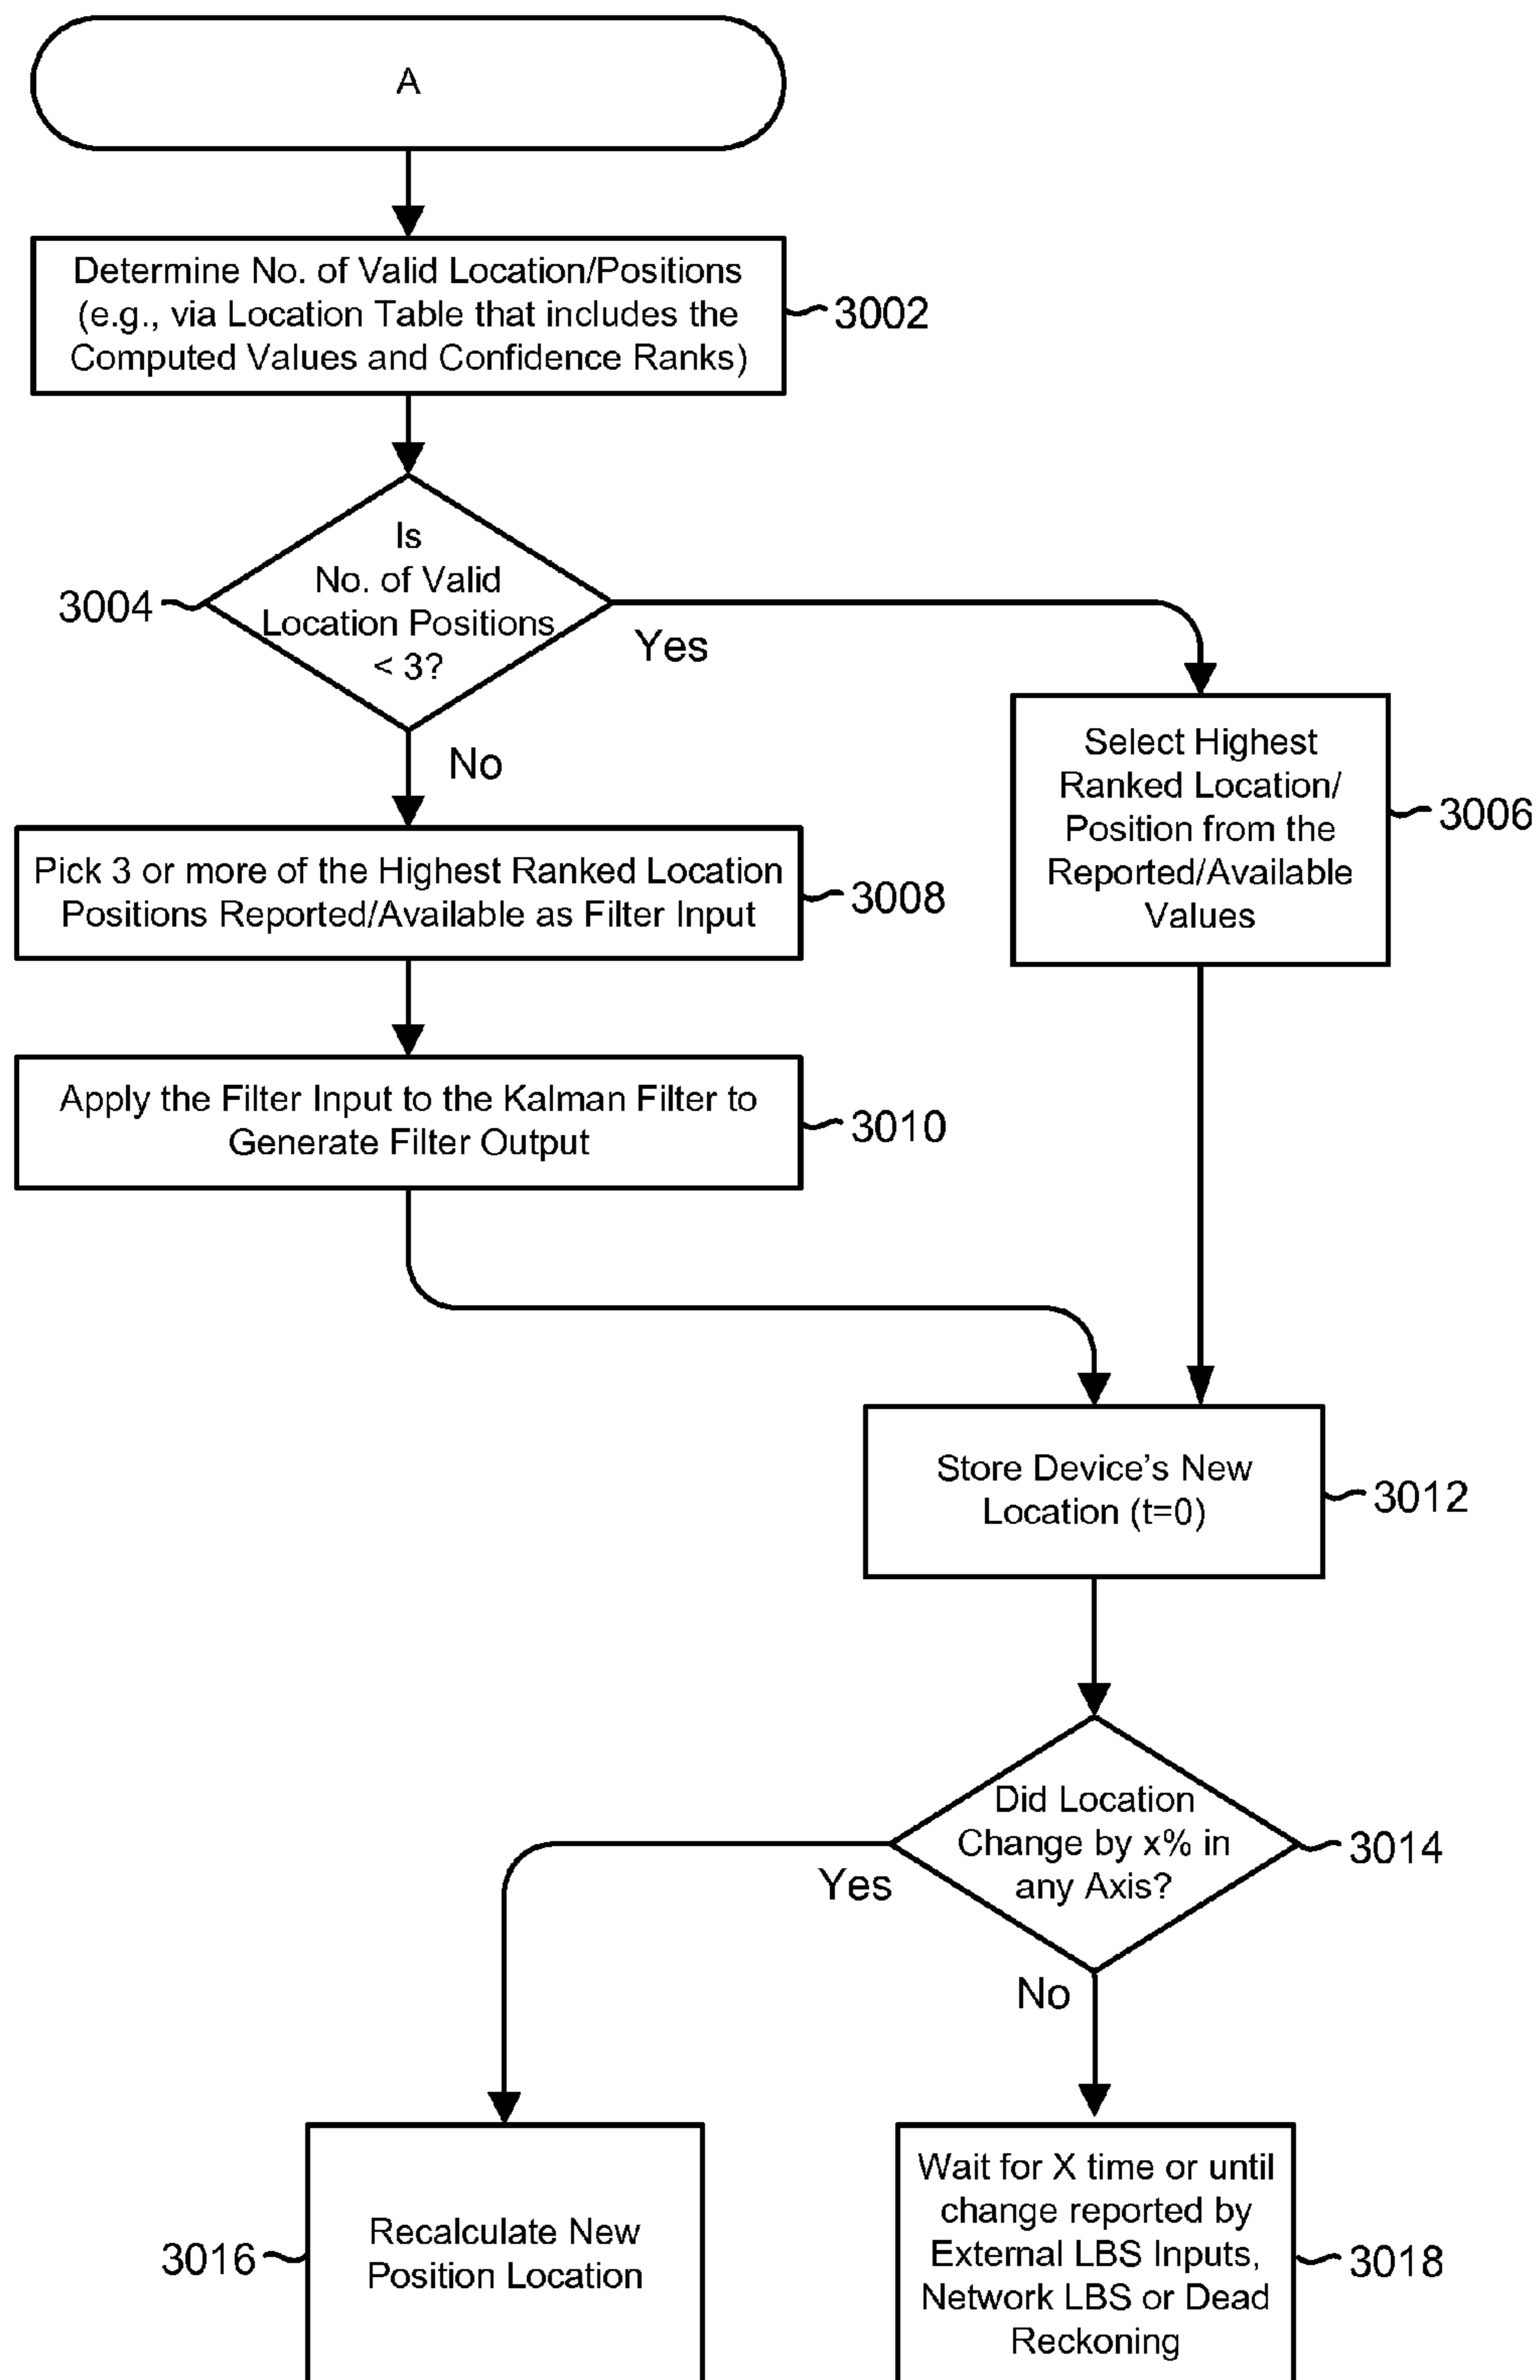 A
Determine No. of Valid Location/Positions
(e.g., via Location Table that includes the
Computed Values and Confidence Ranks)
3002
Is
No. of Valid
Location Positions
< 3?
3004
Yes
No
Select Highest
Ranked Location/
Position from the
Reported/Available
Values
3006
Pick 3 or more of the Highest Ranked Location
Positions Reported/Available as Filter Input
3008
Apply the Filter Input to the Kalman Filter to
Generate Filter Output
3010
Store Device's New
Location (t=0)
3012
Did Location
Change by x% in
any Axis?
3014
Yes
No
Recalculate New
Position Location
3016
Wait for X time or until
change reported by
External LBS Inputs,
Network LBS or Dead
Reckoning
3018